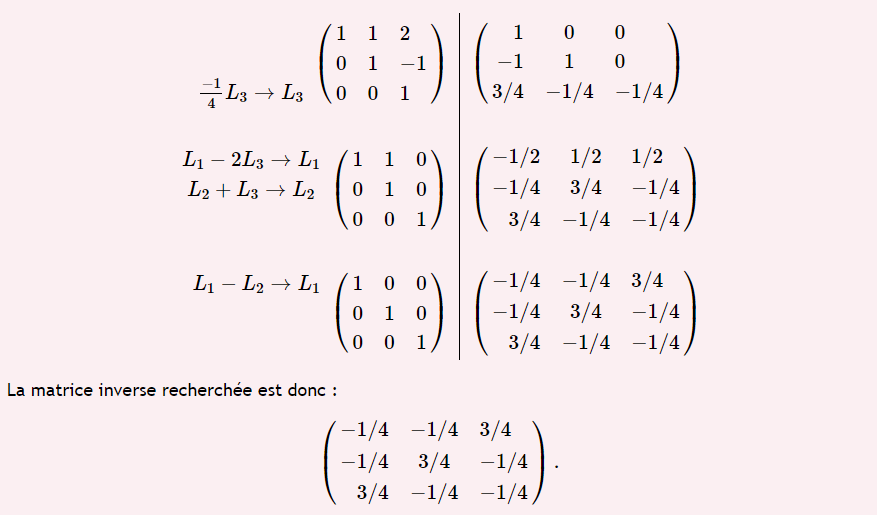 1 1 2 | 1 0 0
0 1 −1 | −1 1 0
−1/4 L₃ → L₃ 0 0 1 | 3/4 −1/4 −1/4
L₁ − 2L₃ → L₁ 1 1 0 | −1/2 1/2 1/2
L₂ + L₃ → L₂ 0 1 0 | −1/4 3/4 −1/4
0 0 1 | 3/4 −1/4 −1/4
L₁ − L₂ → L₁ 1 0 0 | −1/4 −1/4 3/4
0 1 0 | −1/4 3/4 −1/4
0 0 1 | 3/4 −1/4 −1/4
La matrice inverse recherchée est donc :
−1/4 −1/4 3/4
−1/4 3/4 −1/4 .
3/4 −1/4 −1/4